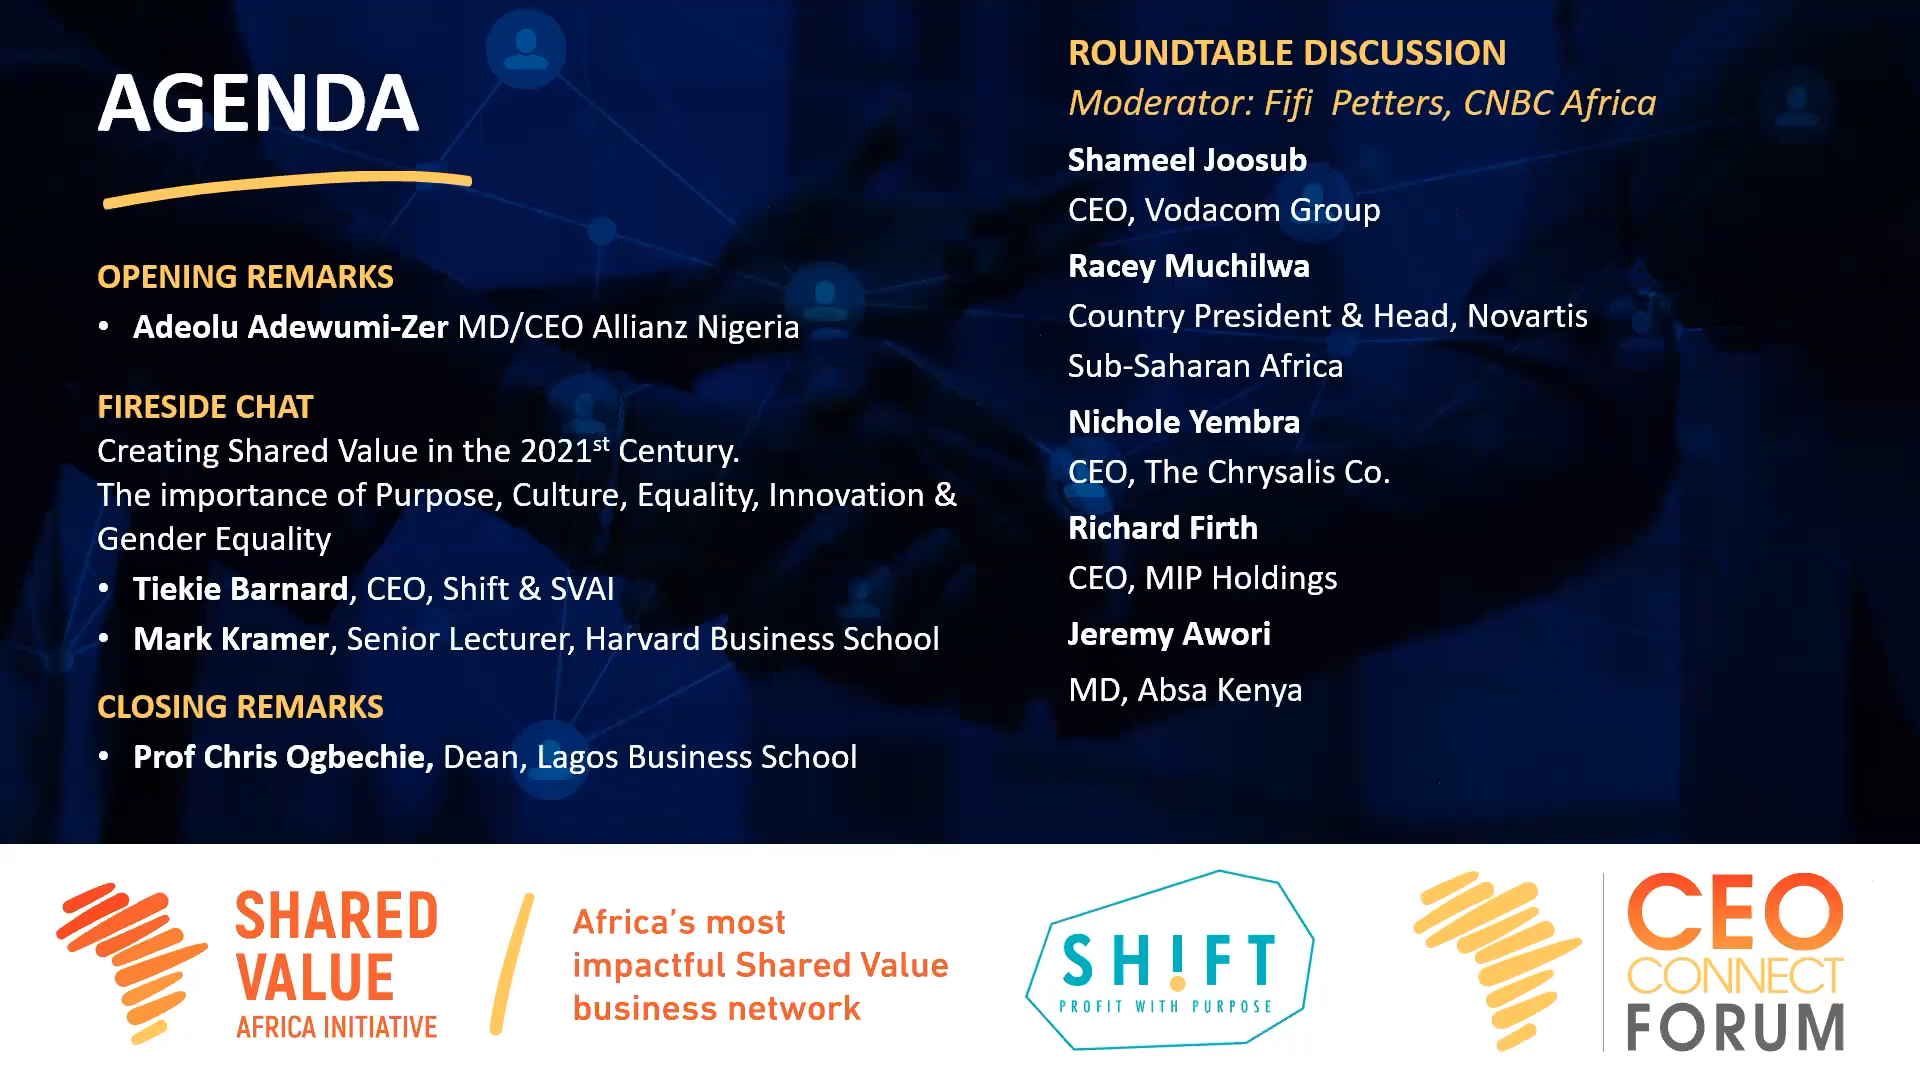 AGENDA
OPENING REMARKS
• Adeolu Adewumi-Zer MD/CEO Allianz Nigeria
FIRESIDE CHAT
Creating Shared Value in the 2021st Century.
The importance of Purpose, Culture, Equality, Innovation &
Gender Equality
• Tiekie Barnard, CEO, Shift & SVAI
• Mark Kramer, Senior Lecturer, Harvard Business School
CLOSING REMARKS
• Prof Chris Ogbechie, Dean, Lagos Business School
ROUNDTABLE DISCUSSION
Moderator: Fifi Petters, CNBC Africa
Shameel Joosub
CEO, Vodacom Group
Racey Muchilwa
Country President & Head, Novartis
Sub-Saharan Africa
Nichole Yembra
CEO, The Chrysalis Co.
Richard Firth
CEO, MIP Holdings
Jeremy Awori
MD, Absa Kenya
SHARED
VALUE
AFRICA INITIATIVE
Africa's most
impactful Shared Value
business network
SH!FT
PROFIT WITH PURPOSE
CEO
CONNECT
FORUM